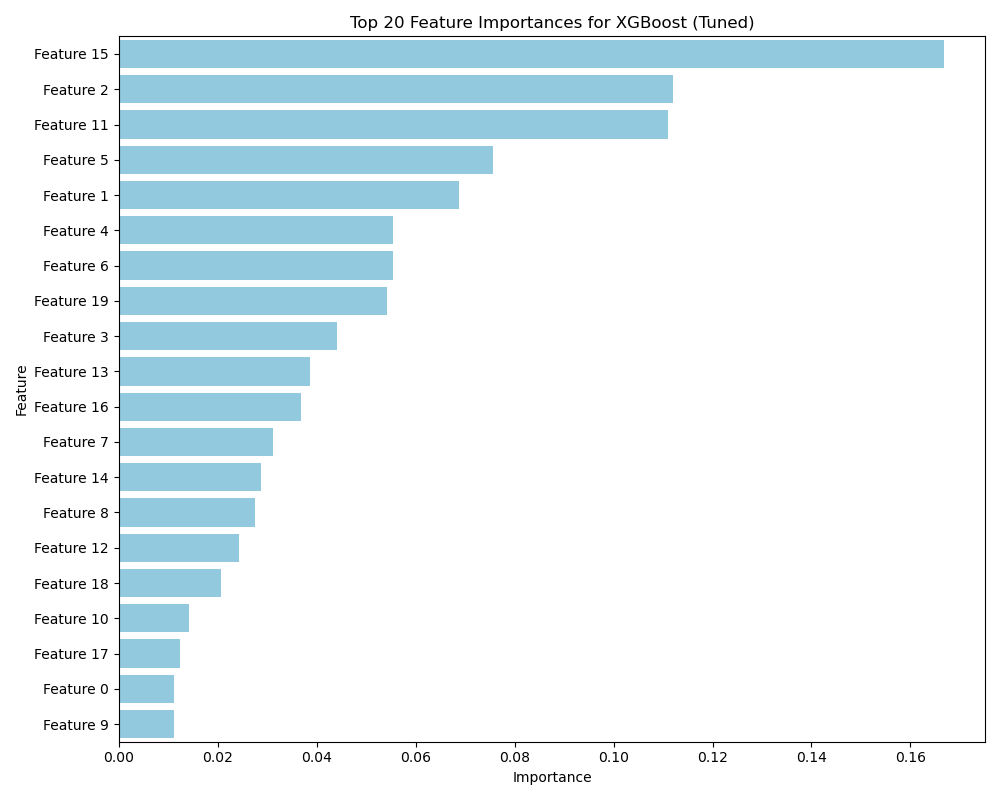 Top 20 Feature Importances for XGBoost (Tuned)
Feature 15
Feature 2
Feature 11
Feature 5
Feature 1
Feature 4
Feature 6
Feature 19
Feature 3
Feature 13
Feature 16
Feature 7
Feature 14
Feature 8
Feature 12
Feature 18
Feature 10
Feature 17
Feature 0
Feature 9
Feature
0.00 0.02 0.04 0.06 0.08 0.10 0.12 0.14 0.16
Importance